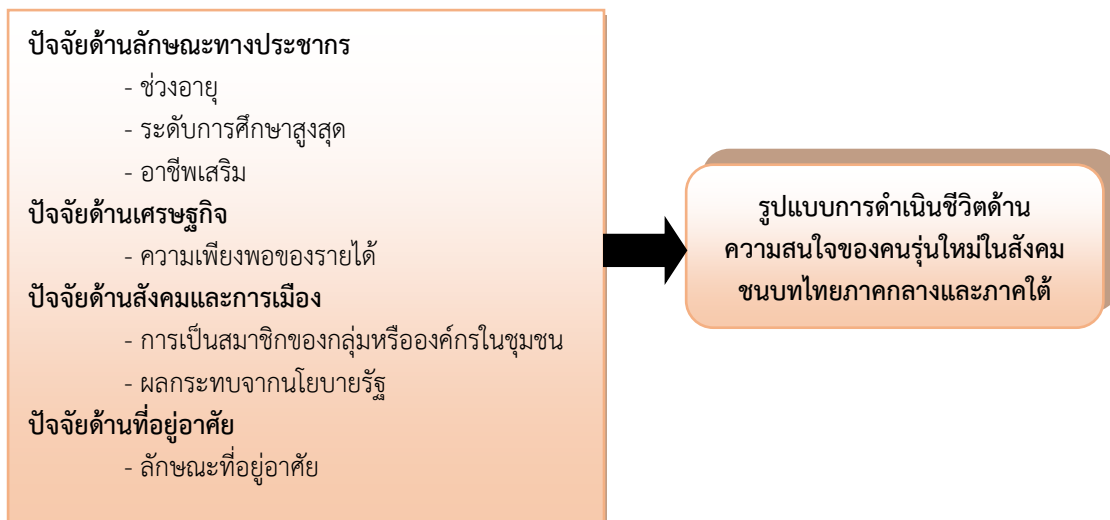 ปัจจัยด้านลักษณะทางประชากร
- ช่วงอายุ
- ระดับการศึกษาสูงสุด
- อาชีพเสริม
ปัจจัยด้านเศรษฐกิจ
- ความเพียงพอของรายได้
ปัจจัยด้านสังคมและการเมือง
- การเป็นสมาชิกของกลุ่มหรือองค์กรในชุมชน
- ผลกระทบจากนโยบายรัฐ
ปัจจัยด้านที่อยู่อาศัย
- ลักษณะที่อยู่อาศัย
รูปแบบการดำเนินชีวิตด้าน
ความสนใจของคนรุ่นใหม่ในสังคม
ชนบทไทยภาคกลางและภาคใต้